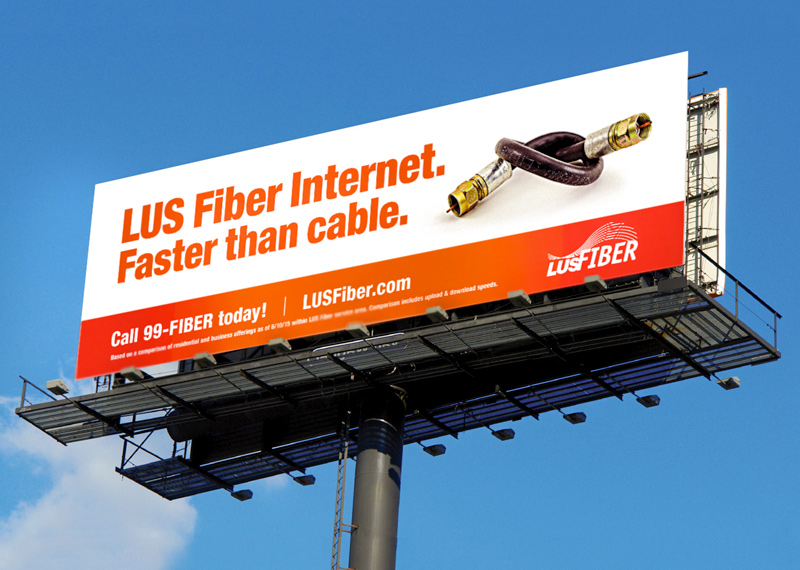 LUS Fiber Internet.
Faster than cable.
Call 99-FIBER today! | LUSFiber.com
Based on a comparison of residential and business offerings as of 6/10/15 within LUS Fiber service area. Comparison includes upload & download speeds.
LUSFIBER